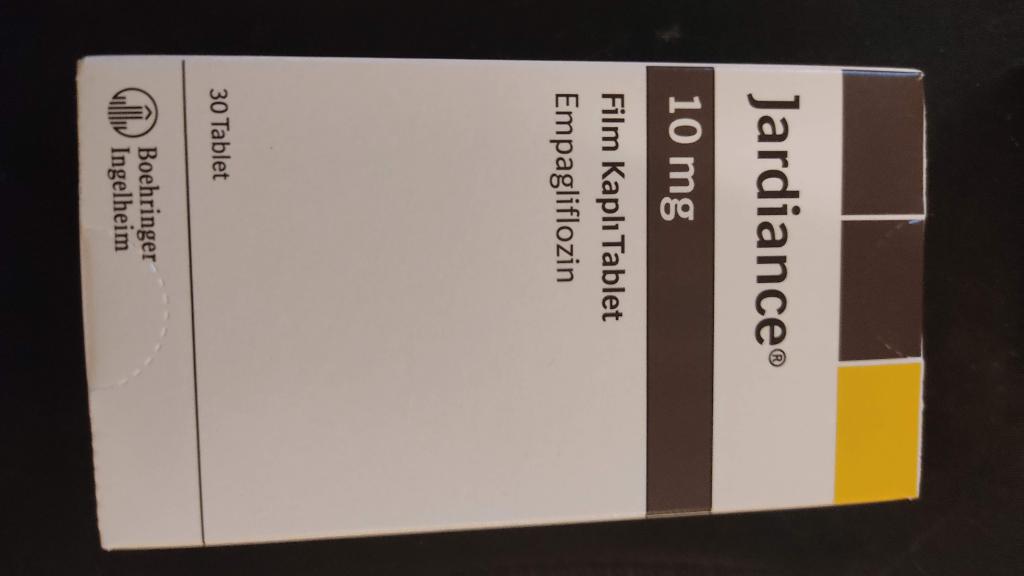 Jardiance®
10 mg
Film Kaplı Tablet
Empagliflozin
30 Tablet
Boehringer
Ingelheim